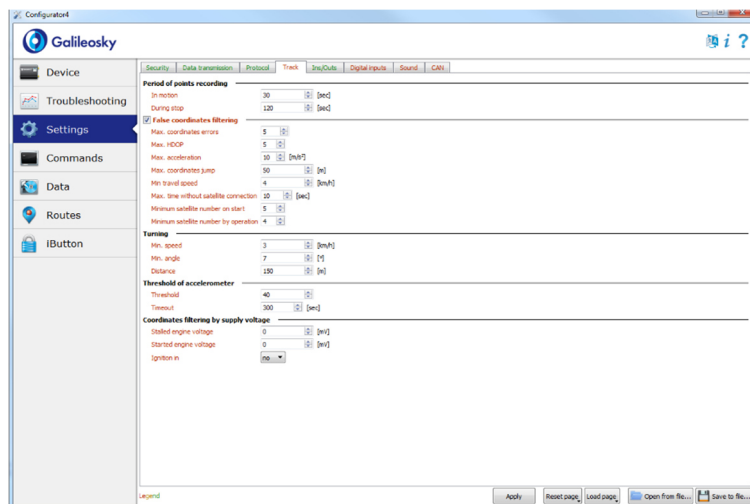 Configurator4
Galileosky
Device
Troubleshooting
Settings
Commands
Data
Routes
iButton
Security Data transmission Protocol Track Ins/Outs Digital inputs Sound CAN
Period of points recording
In motion 30 [sec]
During stop 120 [sec]
False coordinates filtering
Max. coordinates errors 5
Max. HDOP 5
Max. acceleration 10 [m/s²]
Max. coordinates jump 50 [m]
Min travel speed 4 [km/h]
Max. time without satellite connection 10 [sec]
Minimum satellite number on start 5
Minimum satellite number by operation 4
Turning
Min. speed 3 [km/h]
Min. angle 7 [°]
Distance 150 [m]
Threshold of accelerometer
Threshold 40
Timeout 300 [sec]
Coordinates filtering by supply voltage
Stalled engine voltage 0 [mV]
Started engine voltage 0 [mV]
Ignition in no
Legend
Apply Reset page Load page Open from file... Save to file...